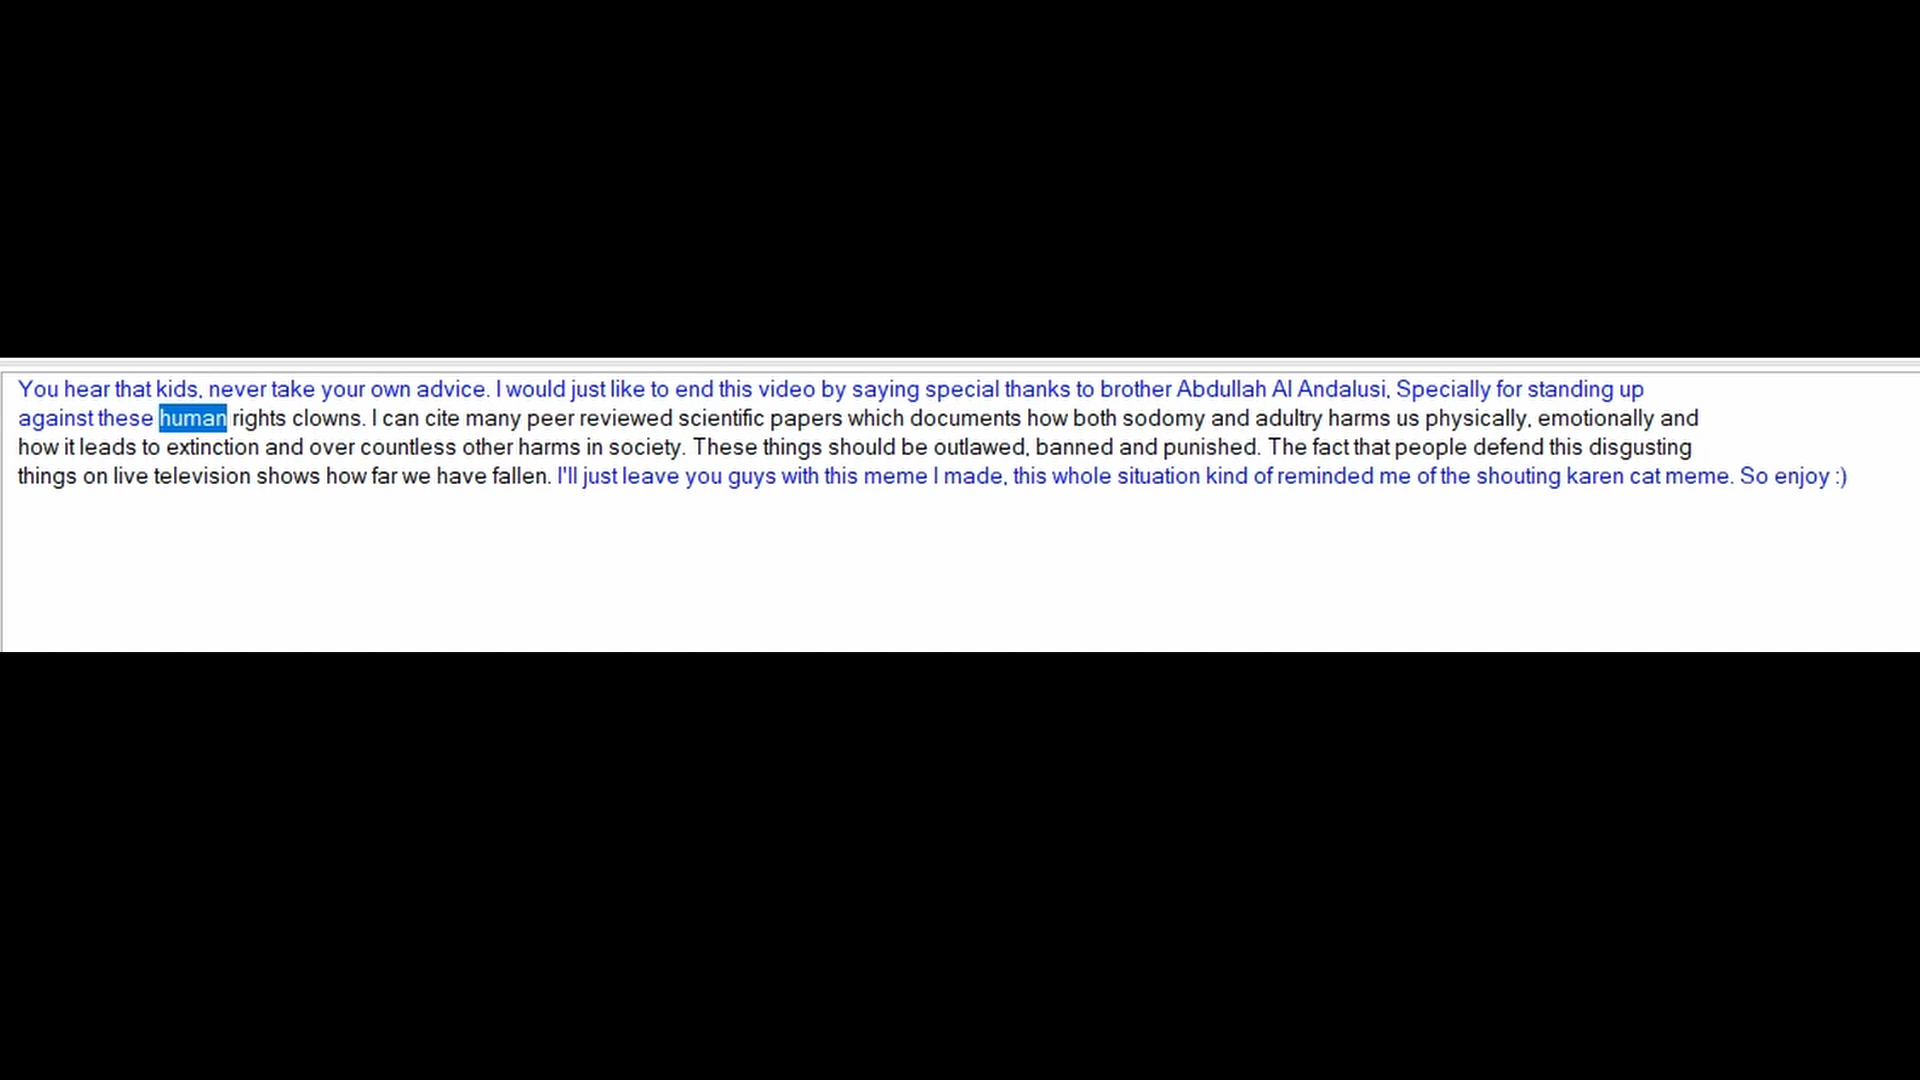 You hear that kids, never take your own advice. I would just like to end this video by saying special thanks to brother Abdullah Al Andalusi, Specially for standing up
against these human rights clowns. I can cite many peer reviewed scientific papers which documents how both sodomy and adultry harms us physically, emotionally and
how it leads to extinction and over countless other harms in society. These things should be outlawed, banned and punished. The fact that people defend this disgusting
things on live television shows how far we have fallen. I'll just leave you guys with this meme I made, this whole situation kind of reminded me of the shouting karen cat meme. So enjoy :)